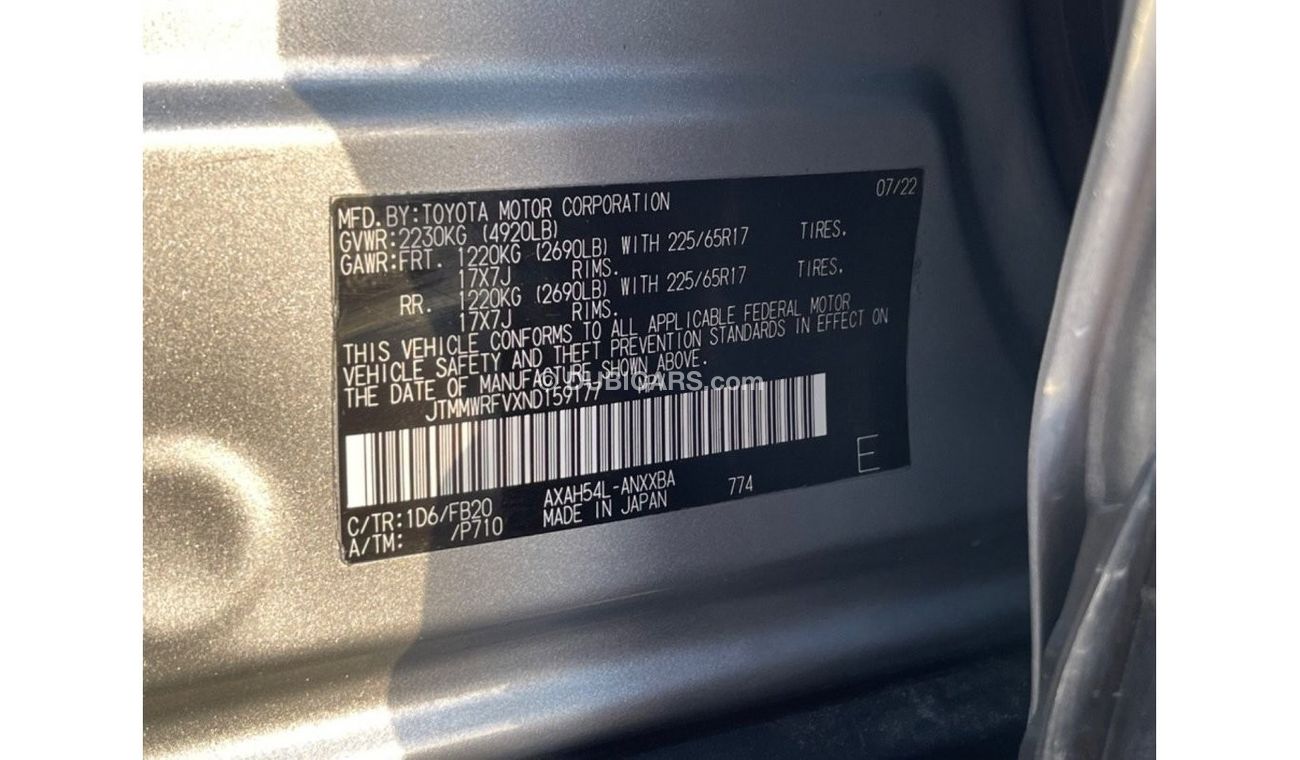 07/22
MFD. BY: TOYOTA MOTOR CORPORATION
GVWR: 2230KG (4920LB)
GAWR: FRT. 1220KG (2690LB) WITH 225/65R17 TIRES.
17X7J RIMS.
RR. 1220KG (2690LB) WITH 225/65R17 TIRES.
17X7J RIMS.
THIS VEHICLE CONFORMS TO ALL APPLICABLE FEDERAL MOTOR
VEHICLE SAFETY AND THEFT PREVENTION STANDARDS IN EFFECT ON
THE DATE OF MANUFACTURE SHOWN ABOVE.
© DUBICARS.com
JTMMWRFVXND159177 MPV
E
C/TR: 1D6/FB20 AXAH54L-ANXXBA 774
A/TM: /P710 MADE IN JAPAN